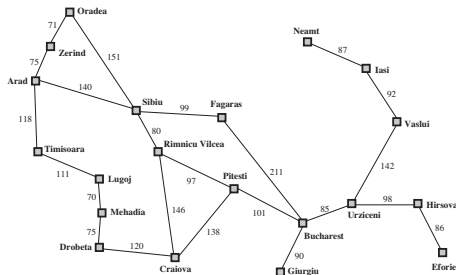 Oradea
71
Neamt
Zerind
87
151
75
Iasi
Arad
140
92
Sibiu
99
Fagaras
118
Vaslui
80
Timisoara
Rimnicu Vilcea
111
142
Lugoj
97
Pitesti
211
70
98
Hirsova
146
85
Mehadia
101
Urziceni
75
138
86
Bucharest
Drobeta
120
90
Craiova
Eforie
Giurgiu